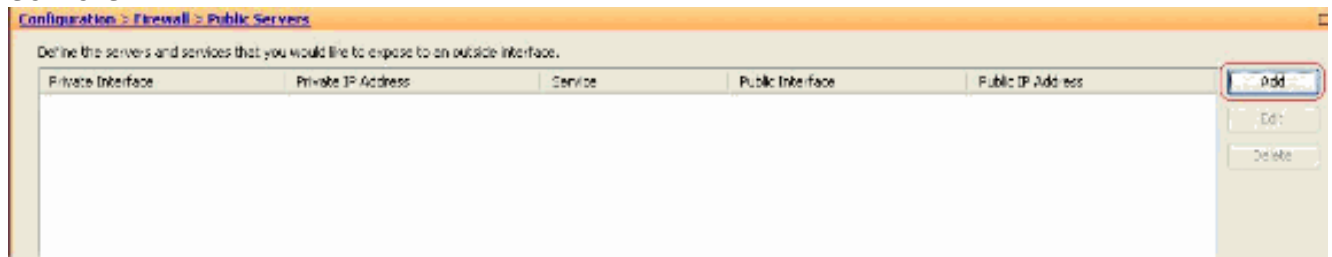 Configuration > Firewall > Public Servers
Define the servers and services that you would like to expose to an outside interface.
Private Interface Private IP Address Service Public Interface Public IP Address
Add
Edit
Delete